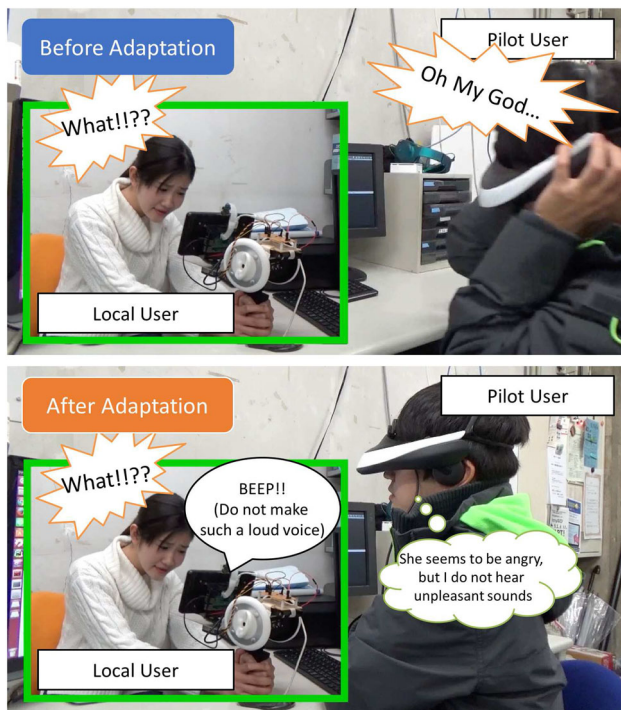 Before Adaptation
Pilot User
Oh My God...
What!!??
Local User
After Adaptation
Pilot User
What!!??
BEEP!!
(Do not make
such a loud voice)
She seems to be angry,
but I do not hear
unpleasant sounds
Local User